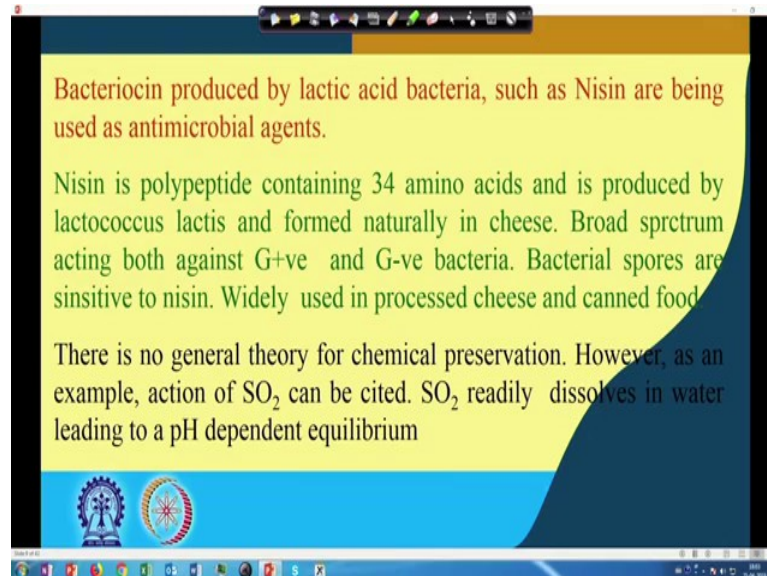 Bacteriocin produced by lactic acid bacteria, such as Nisin are being
used as antimicrobial agents.
Nisin is polypeptide containing 34 amino acids and is produced by
lactococcus lactis and formed naturally in cheese. Broad sprctrum
acting both against G+ve and G-ve bacteria. Bacterial spores are
sinsitive to nisin. Widely used in processed cheese and canned food.
There is no general theory for chemical preservation. However, as an
example, action of SO₂ can be cited. SO₂ readily dissolves in water
leading to a pH dependent equilibrium